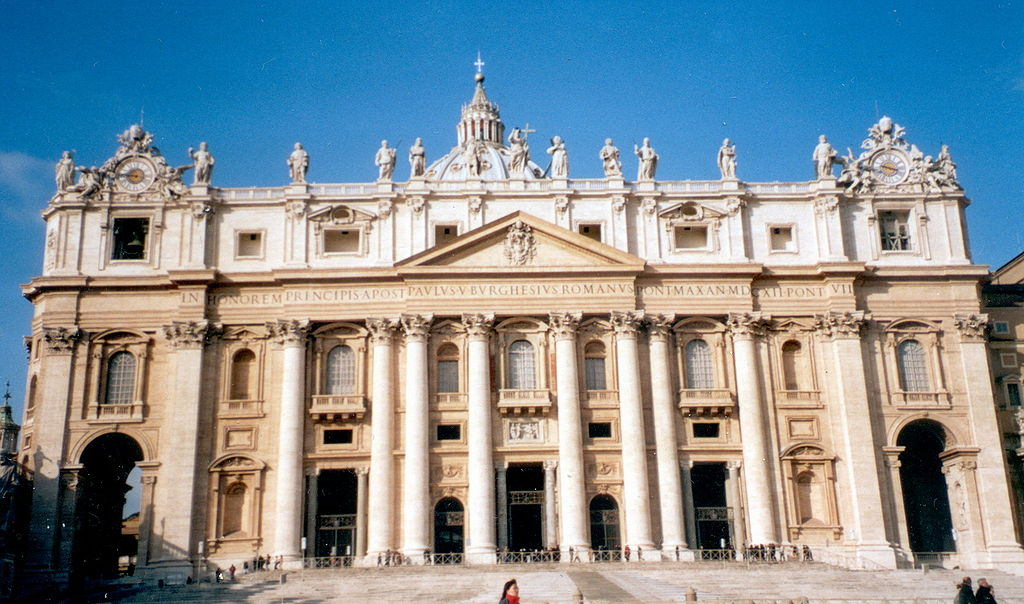 IN HONOREM PRINCIPIS APOST PAVLVS V BVRGHESIVS ROMANVS PONT MAX AN MDCXII PONT VII